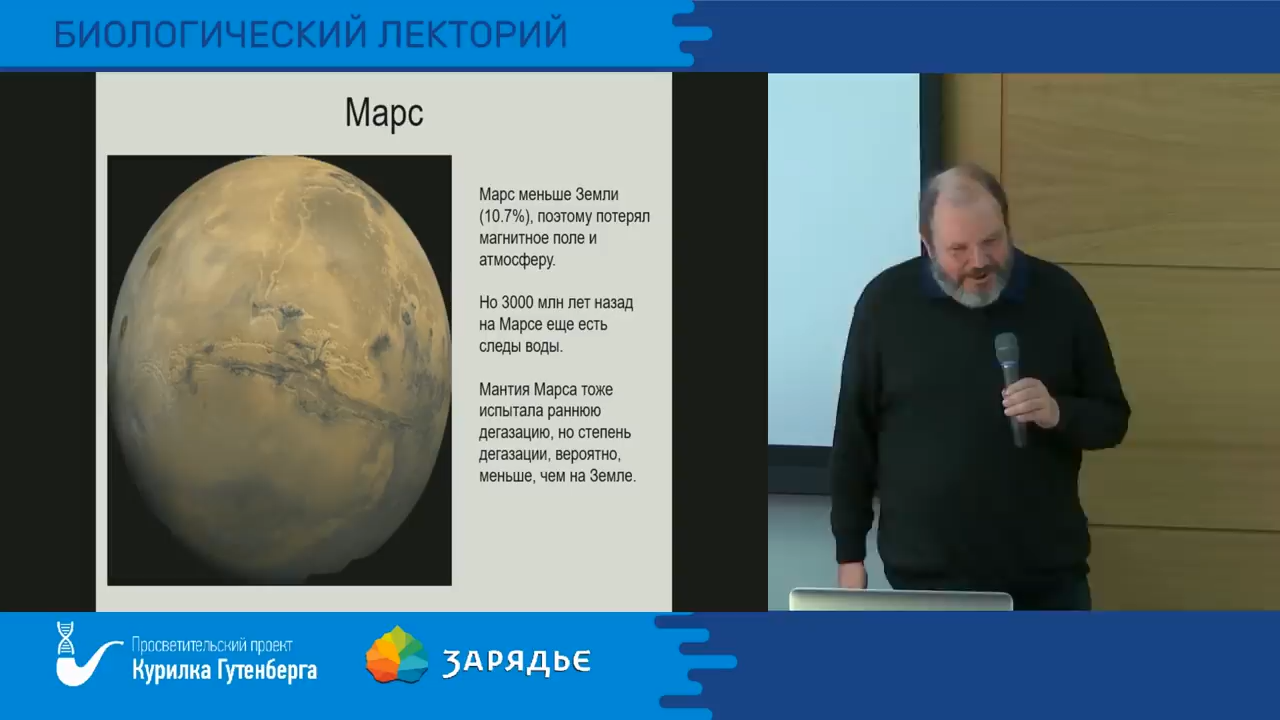 БИОЛОГИЧЕСКИЙ ЛЕКТОРИЙ
Марс
Марс меньше Земли
(10.7%), поэтому потерял
магнитное поле и
атмосферу.
Но 3000 млн лет назад
на Марсе еще есть
следы воды.
Мантия Марса тоже
испытала раннюю
дегазацию, но степень
дегазации, вероятно,
меньше, чем на Земле.
Просветительский проект
Курилка Гутенберга
ЗАРЯДЬЕ